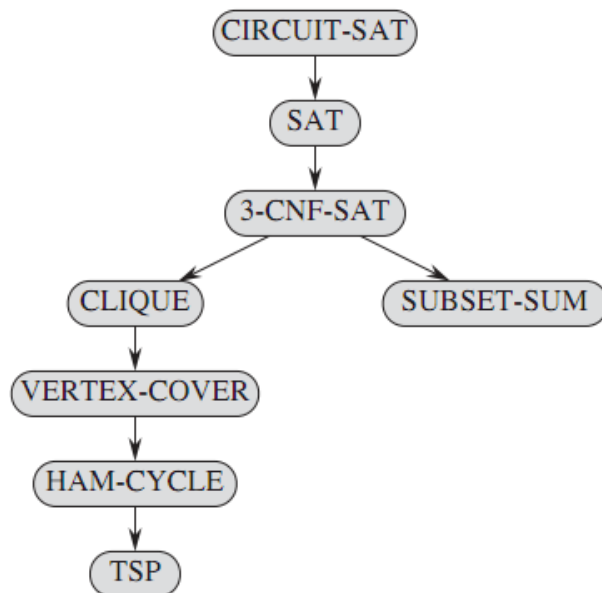 CIRCUIT-SAT
SAT
3-CNF-SAT
CLIQUE
SUBSET-SUM
VERTEX-COVER
HAM-CYCLE
TSP